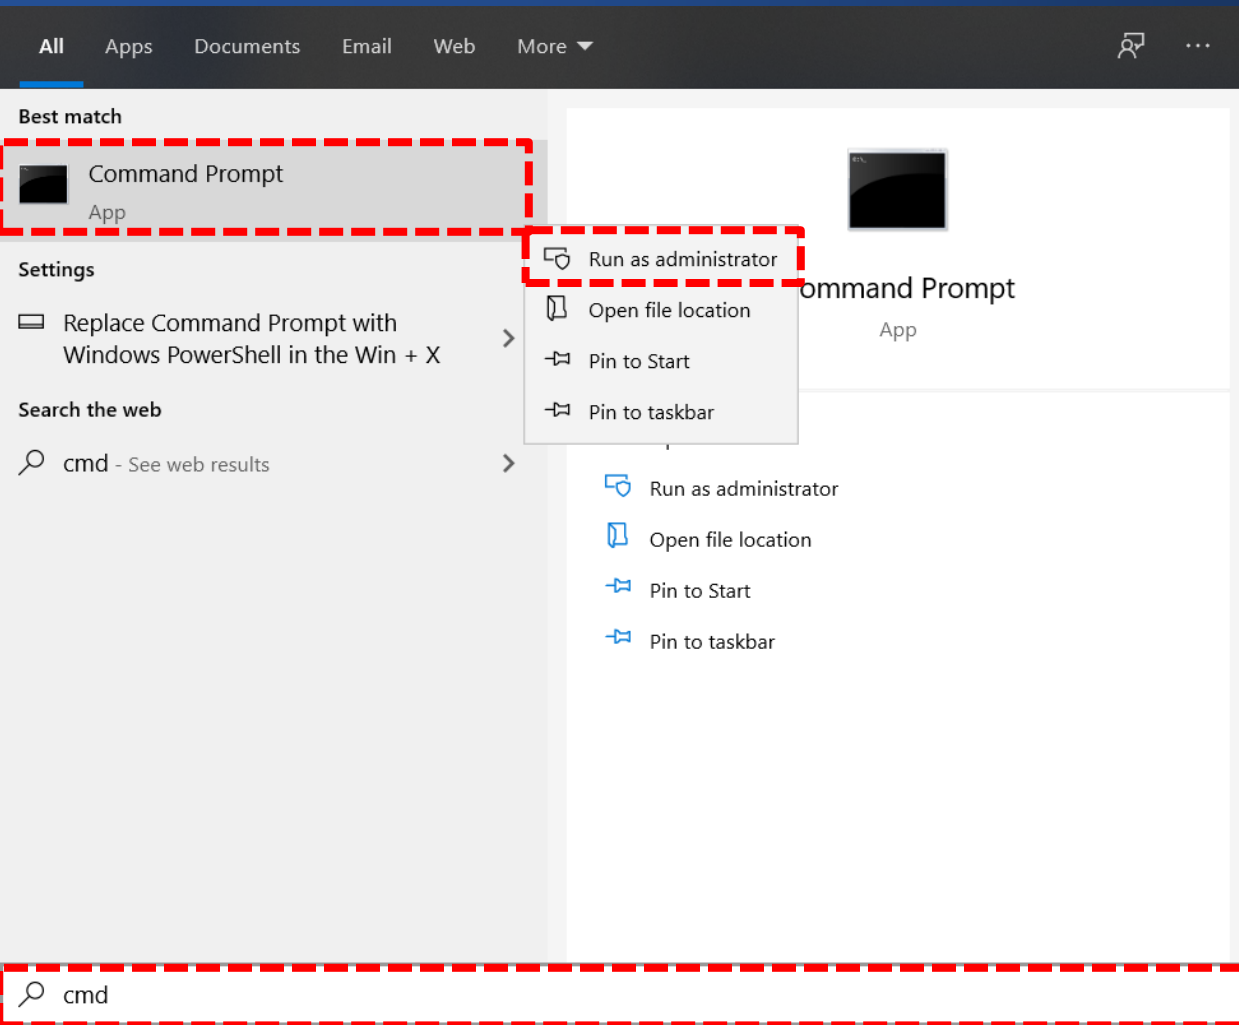 All Apps Documents Email Web More
Best match
Command Prompt
App
Settings
Replace Command Prompt with
Windows PowerShell in the Win + X
Search the web
cmd - See web results
Run as administrator
Open file location
Pin to Start
Pin to taskbar
ommand Prompt
App
Run as administrator
Open file location
Pin to Start
Pin to taskbar
cmd